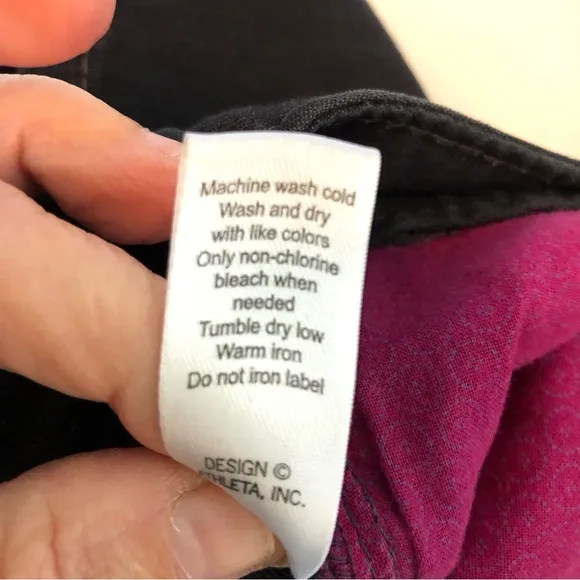 Machine wash cold
Wash and dry
with like colors
Only non-chlorine
bleach when
needed
Tumble dry low
Warm iron
Do not iron label
DESIGN ©
ATHLETA, INC.